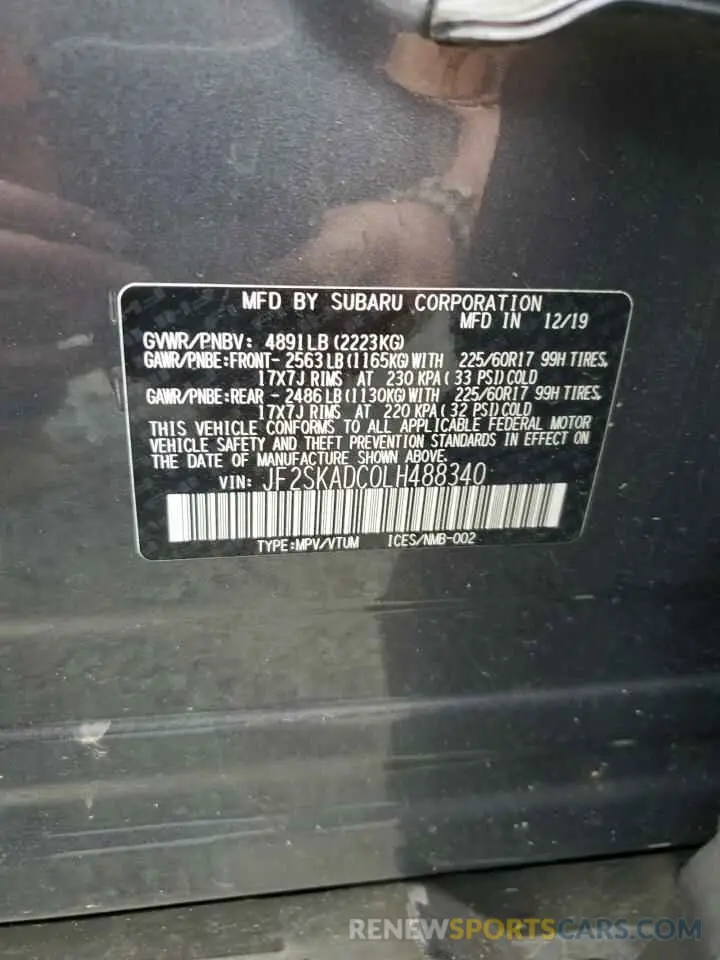 MFD BY SUBARU CORPORATION
MFD IN 12/19
GVWR/PNBV: 4891LB (2223KG)
GAWR/PNBE:FRONT- 2563LB (1165KG) WITH 225/60R17 99H TIRES,
17X7J RIMS AT 230 KPA ( 33 PSI) COLD
GAWR/PNBE:REAR - 2486LB (1130KG) WITH 225/60R17 99H TIRES,
17X7J RIMS AT 220 KPA ( 32 PSI) COLD
THIS VEHICLE CONFORMS TO ALL APPLICABLE FEDERAL MOTOR
VEHICLE SAFETY AND THEFT PREVENTION STANDARDS IN EFFECT ON
THE DATE OF MANUFACTURE SHOWN ABOVE.
VIN: JF2SKADC0LH488340
TYPE:MPV/VTUM ICES/NMB-002
RENEWSPORTSCARS.COM